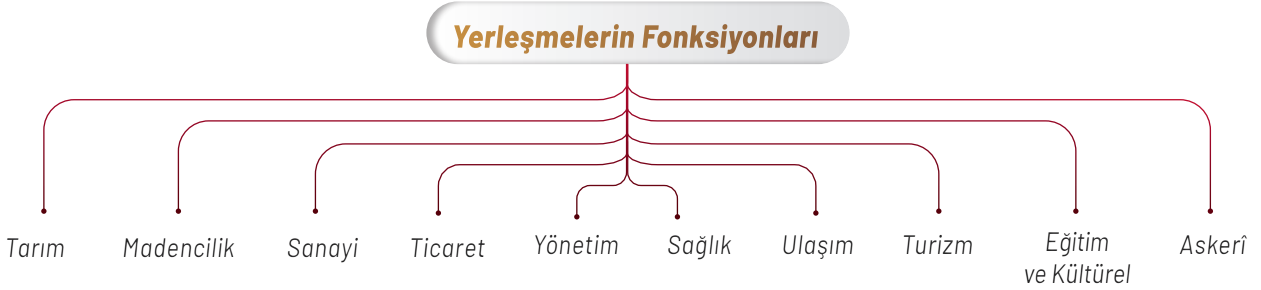 Yerleşmelerin Fonksiyonları
Tarım
Madencilik
Sanayi
Ticaret
Yönetim
Sağlık
Ulaşım
Turizm
Eğitim
ve Kültürel
Askerî